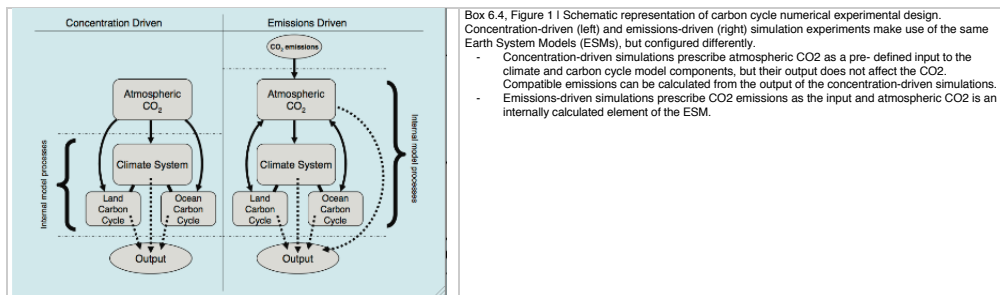 Concentration Driven
Emissions Driven
CO2 emissions
Atmospheric
CO2
Atmospheric
CO2
Climate System
Climate System
Land
Carbon
Cycle
Ocean
Carbon
Cycle
Land
Carbon
Cycle
Ocean
Carbon
Cycle
Internal model processes
Internal model processes
Output
Output
Box 6.4, Figure 1 | Schematic representation of carbon cycle numerical experimental design.
Concentration-driven (left) and emissions-driven (right) simulation experiments make use of the same
Earth System Models (ESMs), but configured differently.
- Concentration-driven simulations prescribe atmospheric CO2 as a pre- defined input to the
climate and carbon cycle model components, but their output does not affect the CO2.
Compatible emissions can be calculated from the output of the concentration-driven simulations.
- Emissions-driven simulations prescribe CO2 emissions as the input and atmospheric CO2 is an
internally calculated element of the ESM.